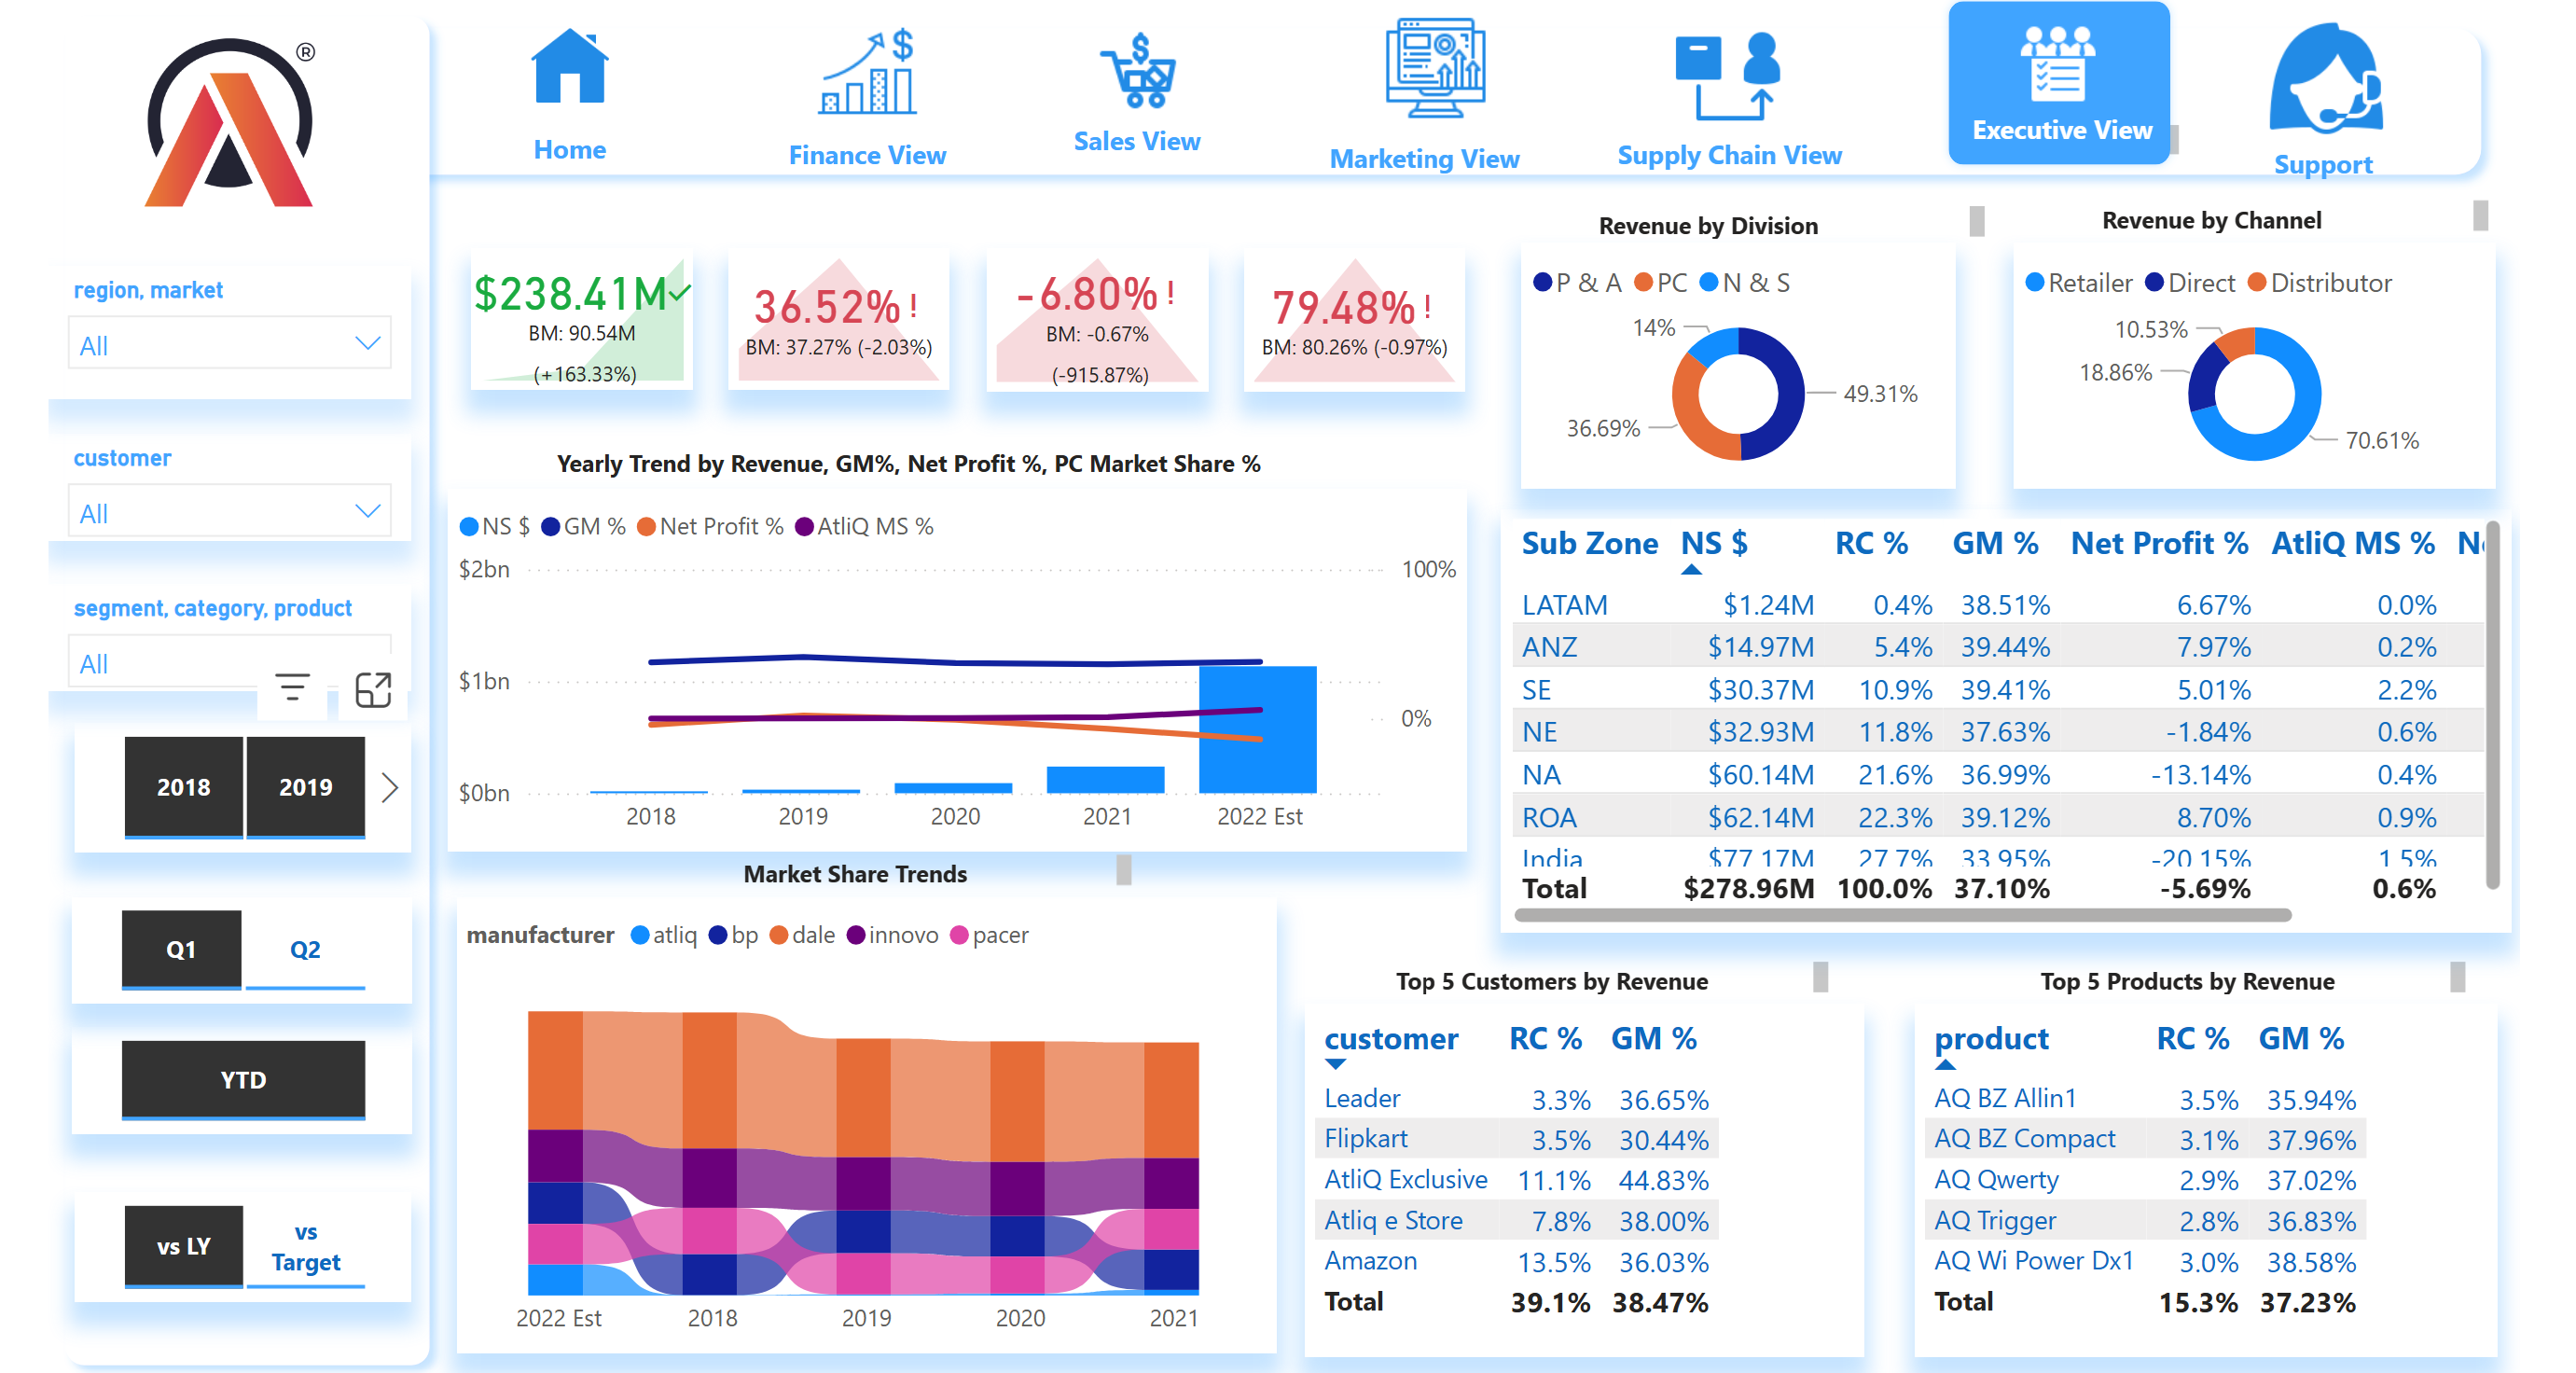 ®
Home
Finance View
Sales View
Marketing View
Supply Chain View
Executive View
Support
region, market
All
customer
All
segment, category, product
All
2018 2019
Q1 Q2
YTD
vs LY vs Target
$238.41M
BM: 90.54M
(+163.33%)
36.52% !
BM: 37.27% (-2.03%)
-6.80% !
BM: -0.67%
(-915.87%)
79.48% !
BM: 80.26% (-0.97%)
Revenue by Division
P & A PC N & S
14%
49.31%
36.69%
Revenue by Channel
Retailer Direct Distributor
10.53%
18.86%
70.61%
Yearly Trend by Revenue, GM%, Net Profit %, PC Market Share %
NS $ GM % Net Profit % AtliQ MS %
$2bn 100%
$1bn
0%
$0bn
2018 2019 2020 2021 2022 Est
Sub Zone NS $ RC % GM % Net Profit % AtliQ MS %
LATAM $1.24M 0.4% 38.51% 6.67% 0.0%
ANZ $14.97M 5.4% 39.44% 7.97% 0.2%
SE $30.37M 10.9% 39.41% 5.01% 2.2%
NE $32.93M 11.8% 37.63% -1.84% 0.6%
NA $60.14M 21.6% 36.99% -13.14% 0.4%
ROA $62.14M 22.3% 39.12% 8.70% 0.9%
India $77.17M 27.7% 33.95% -20.15% 1.5%
Total $278.96M 100.0% 37.10% -5.69% 0.6%
Market Share Trends
manufacturer atliq bp dale innovo pacer
2022 Est 2018 2019 2020 2021
Top 5 Customers by Revenue
customer RC % GM %
Leader 3.3% 36.65%
Flipkart 3.5% 30.44%
AtliQ Exclusive 11.1% 44.83%
Atliq e Store 7.8% 38.00%
Amazon 13.5% 36.03%
Total 39.1% 38.47%
Top 5 Products by Revenue
product RC % GM %
AQ BZ Allin1 3.5% 35.94%
AQ BZ Compact 3.1% 37.96%
AQ Qwerty 2.9% 37.02%
AQ Trigger 2.8% 36.83%
AQ Wi Power Dx1 3.0% 38.58%
Total 15.3% 37.23%